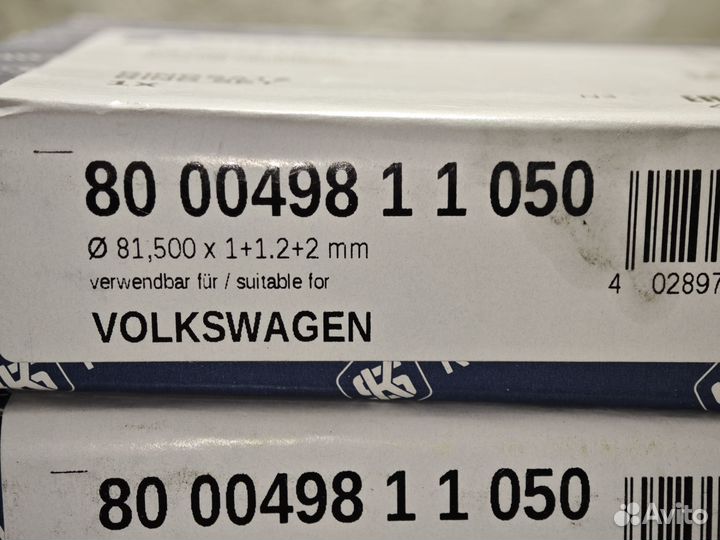 80 00498 1 1 050
Ø 81,500 x 1+1.2+2 mm
verwendbar für / suitable for
VOLKSWAGEN
4 02897
80 00498 1 1 050
Avito